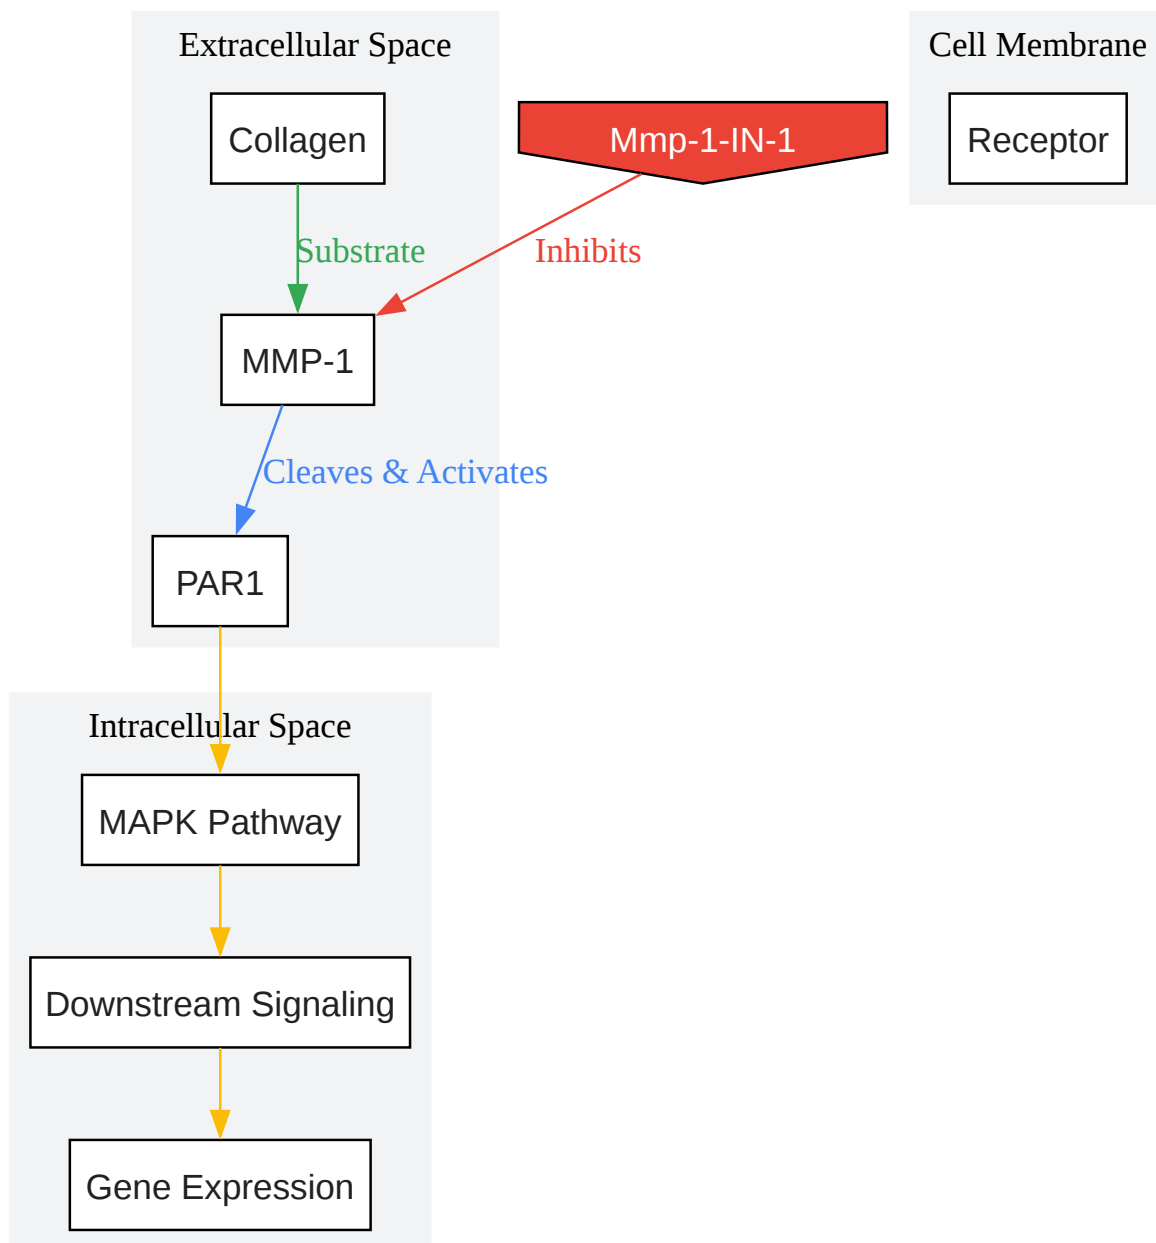 Extracellular Space
Cell Membrane
Collagen
Mmp-1-IN-1
Receptor
Substrate
Inhibits
MMP-1
Cleaves & Activates
PAR1
Intracellular Space
MAPK Pathway
Downstream Signaling
Gene Expression